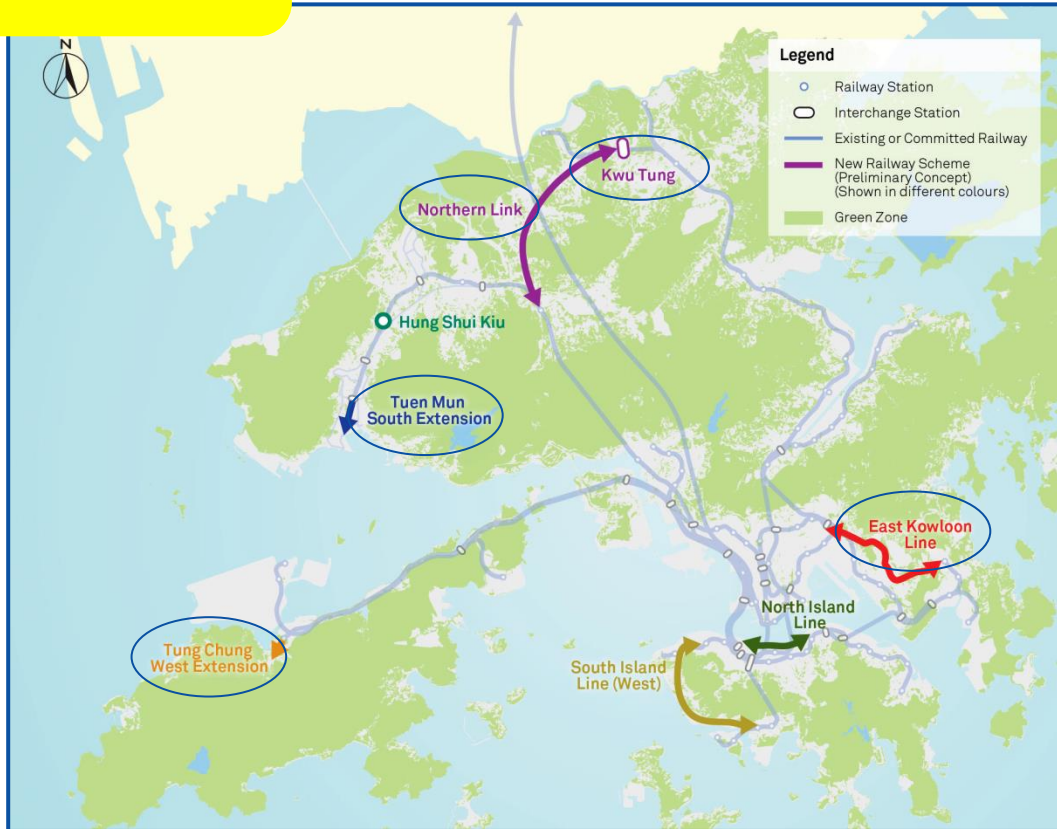 N
Legend
Railway Station
Interchange Station
Existing or Committed Railway
New Railway Scheme
(Preliminary Concept)
(Shown in different colours)
Green Zone
Kwu Tung
Northern Link
Hung Shui Kiu
Tuen Mun
South Extension
East Kowloon
Line
North Island
Line
Tung Chung
West Extension
South Island
Line (West)